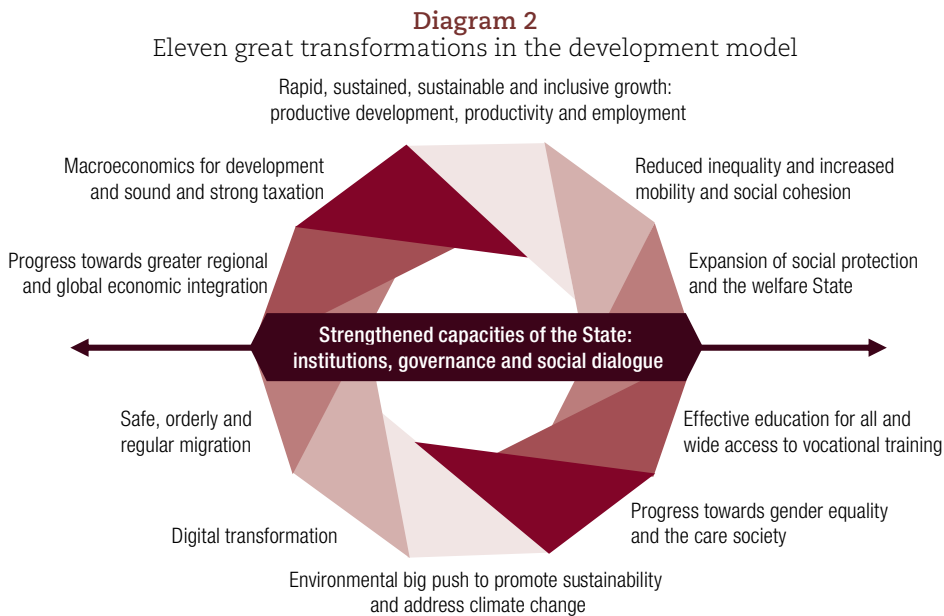 Diagram 2
Eleven great transformations in the development model
Rapid, sustained, sustainable and inclusive growth:
productive development, productivity and employment
Macroeconomics for development
and sound and strong taxation
Reduced inequality and increased
mobility and social cohesion
Progress towards greater regional
and global economic integration
Expansion of social protection
and the welfare State
Strengthened capacities of the State:
institutions, governance and social dialogue
Safe, orderly and
regular migration
Effective education for all and
wide access to vocational training
Digital transformation
Progress towards gender equality
and the care society
Environmental big push to promote sustainability
and address climate change